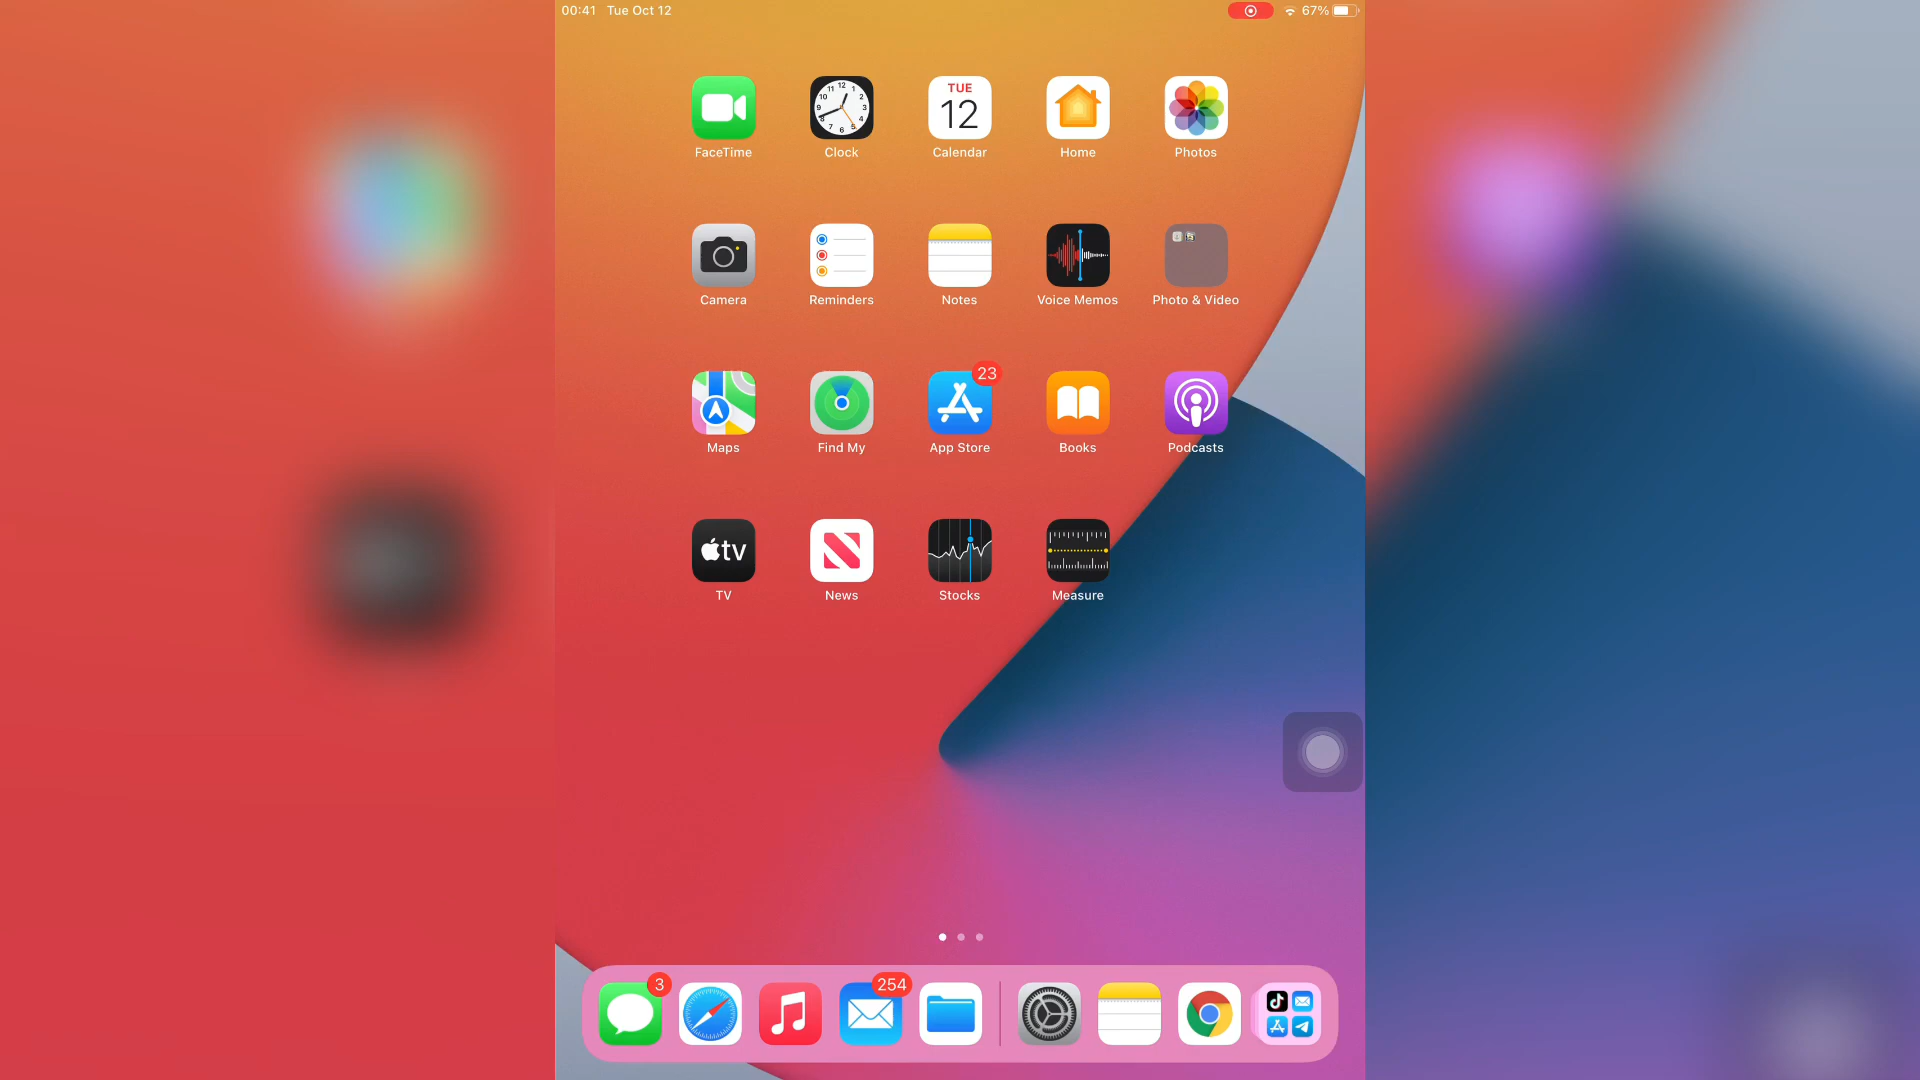 00:41 Tue Oct 12 67%
TUE
12
FaceTime Clock Calendar Home Photos
Camera Reminders Notes Voice Memos Photo & Video
23
Maps Find My App Store Books Podcasts
tv
TV News Stocks Measure
3 254